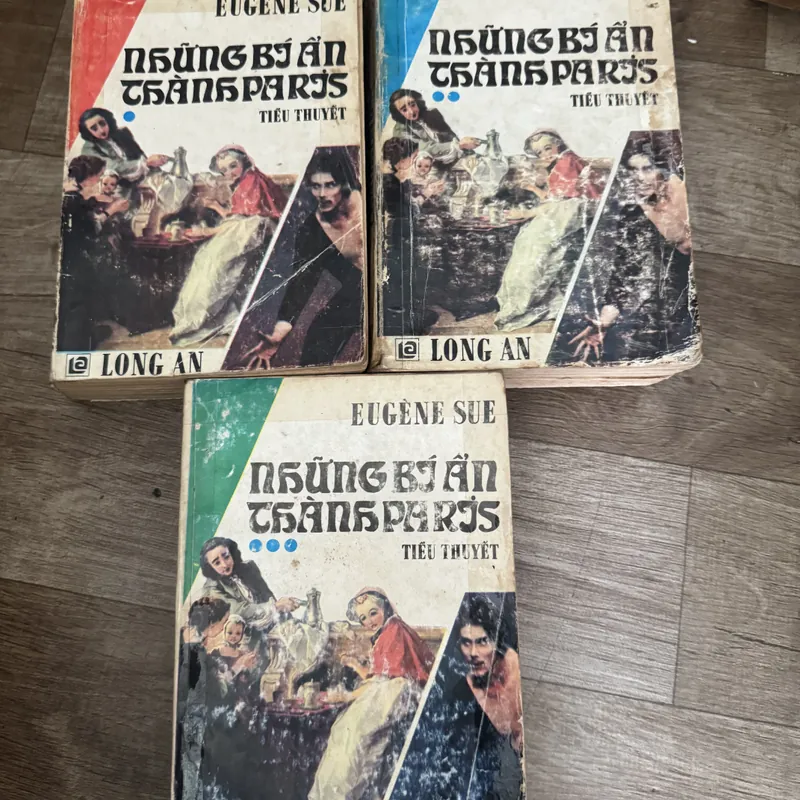 EUGÈNE SUE
NHỮNG BÍ ẨN
THÀNH PARIS
TIỂU THUYẾT
LONG AN
NHỮNG BÍ ẨN
THÀNH PARIS
TIỂU THUYẾT
LONG AN
EUGÈNE SUE
NHỮNG BÍ ẨN
THÀNH PARIS
TIỂU THUYẾT